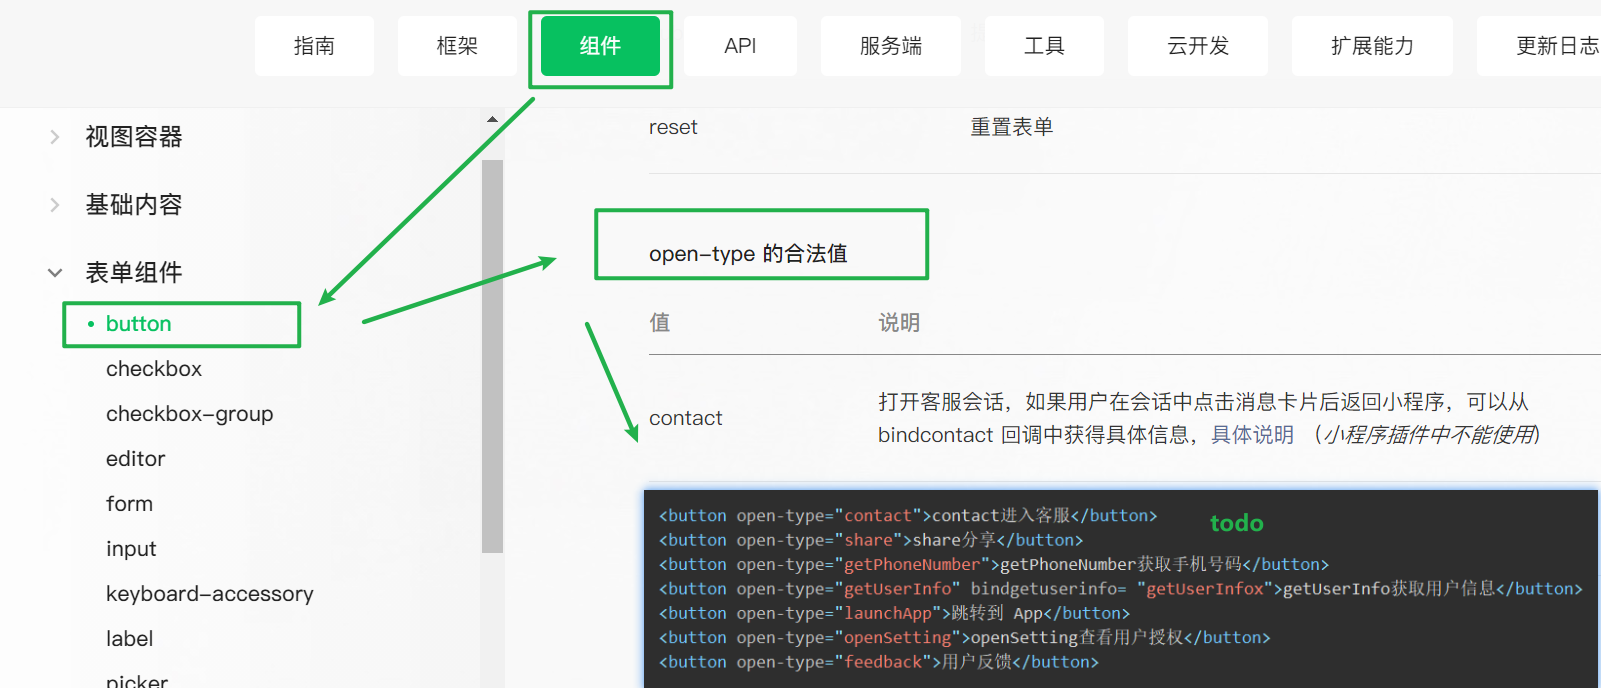 指南
框架
组件
API
服务端
工具
云开发
扩展能力
更新日志
视图容器
基础内容
表单组件
button
checkbox
checkbox-group
editor
form
input
keyboard-accessory
label
picker
reset 重置表单
open-type 的合法值
值 说明
contact
打开客服会话，如果用户在会话中点击消息卡片后返回小程序，可以从
bindcontact 回调中获得具体信息，具体说明 （小程序插件中不能使用）
<button open-type="contact">contact进入客服</button>
todo
<button open-type="share">share分享</button>
<button open-type="getPhoneNumber">getPhoneNumber获取手机号码</button>
<button open-type="getUserInfo" bindgetuserinfo= "getUserInfox">getUserInfo获取用户信息</button>
<button open-type="launchApp">跳转到 App</button>
<button open-type="openSetting">openSetting查看用户授权</button>
<button open-type="feedback">用户反馈</button>